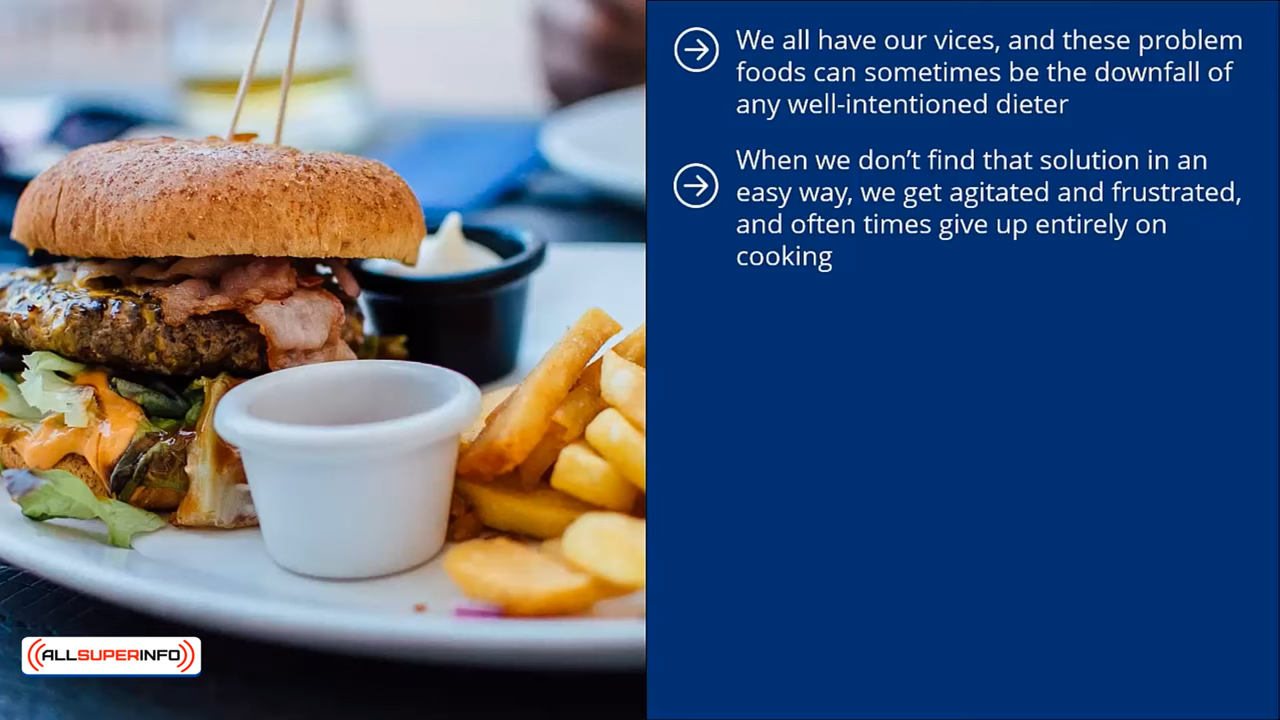 We all have our vices, and these problem
foods can sometimes be the downfall of
any well-intentioned dieter
When we don’t find that solution in an
easy way, we get agitated and frustrated,
and often times give up entirely on
cooking
ALLSUPERINFO